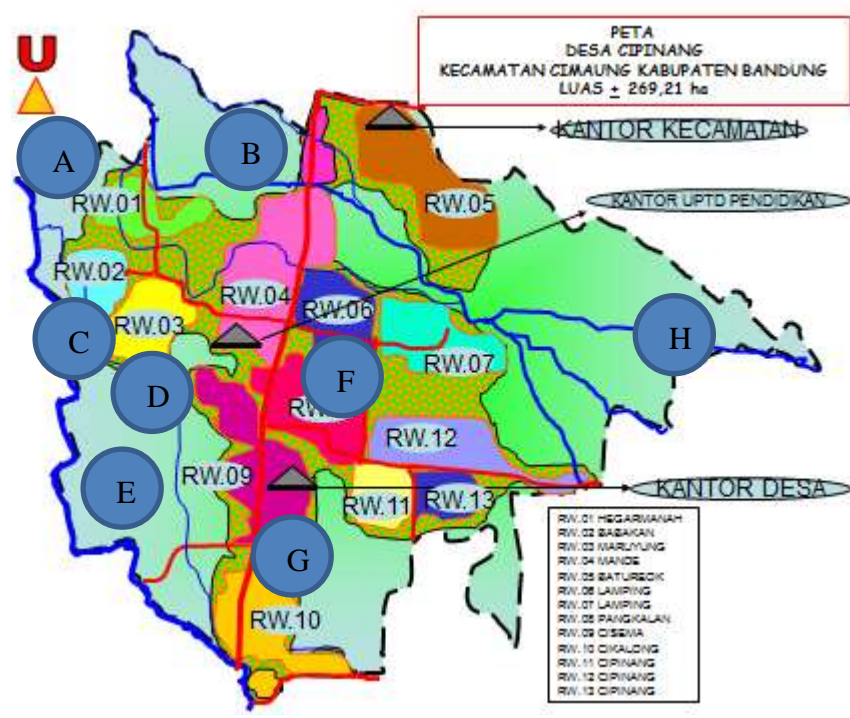 U
PETA
DESA CIPINANG
KECAMATAN CIMAUNG KABUPATEN BANDUNG
LUAS ± 269,21 ha
KANTOR KECAMATAN
A
B
RW.01
RW.05
KANTOR UPTD PENDIDIKAN
RW.02
RW.04
RW.06
C
RW.03
H
RW.07
D
F
RW.12
E
RW.09
RW.11
RW.13
KANTOR DESA
G
RW.10
RW.01 HEGARMANAH
RW.02 BABAKAN
RW.03 MARUYUNG
RW.04 MANDE
RW.05 BATUREOK
RW.06 LAMPING
RW.07 LAMPING
RW.08 PANGKALAN
RW.09 CISEMA
RW.10 CIKALONG
RW.11 CIPINANG
RW.12 CIPINANG
RW.13 CIPINANG